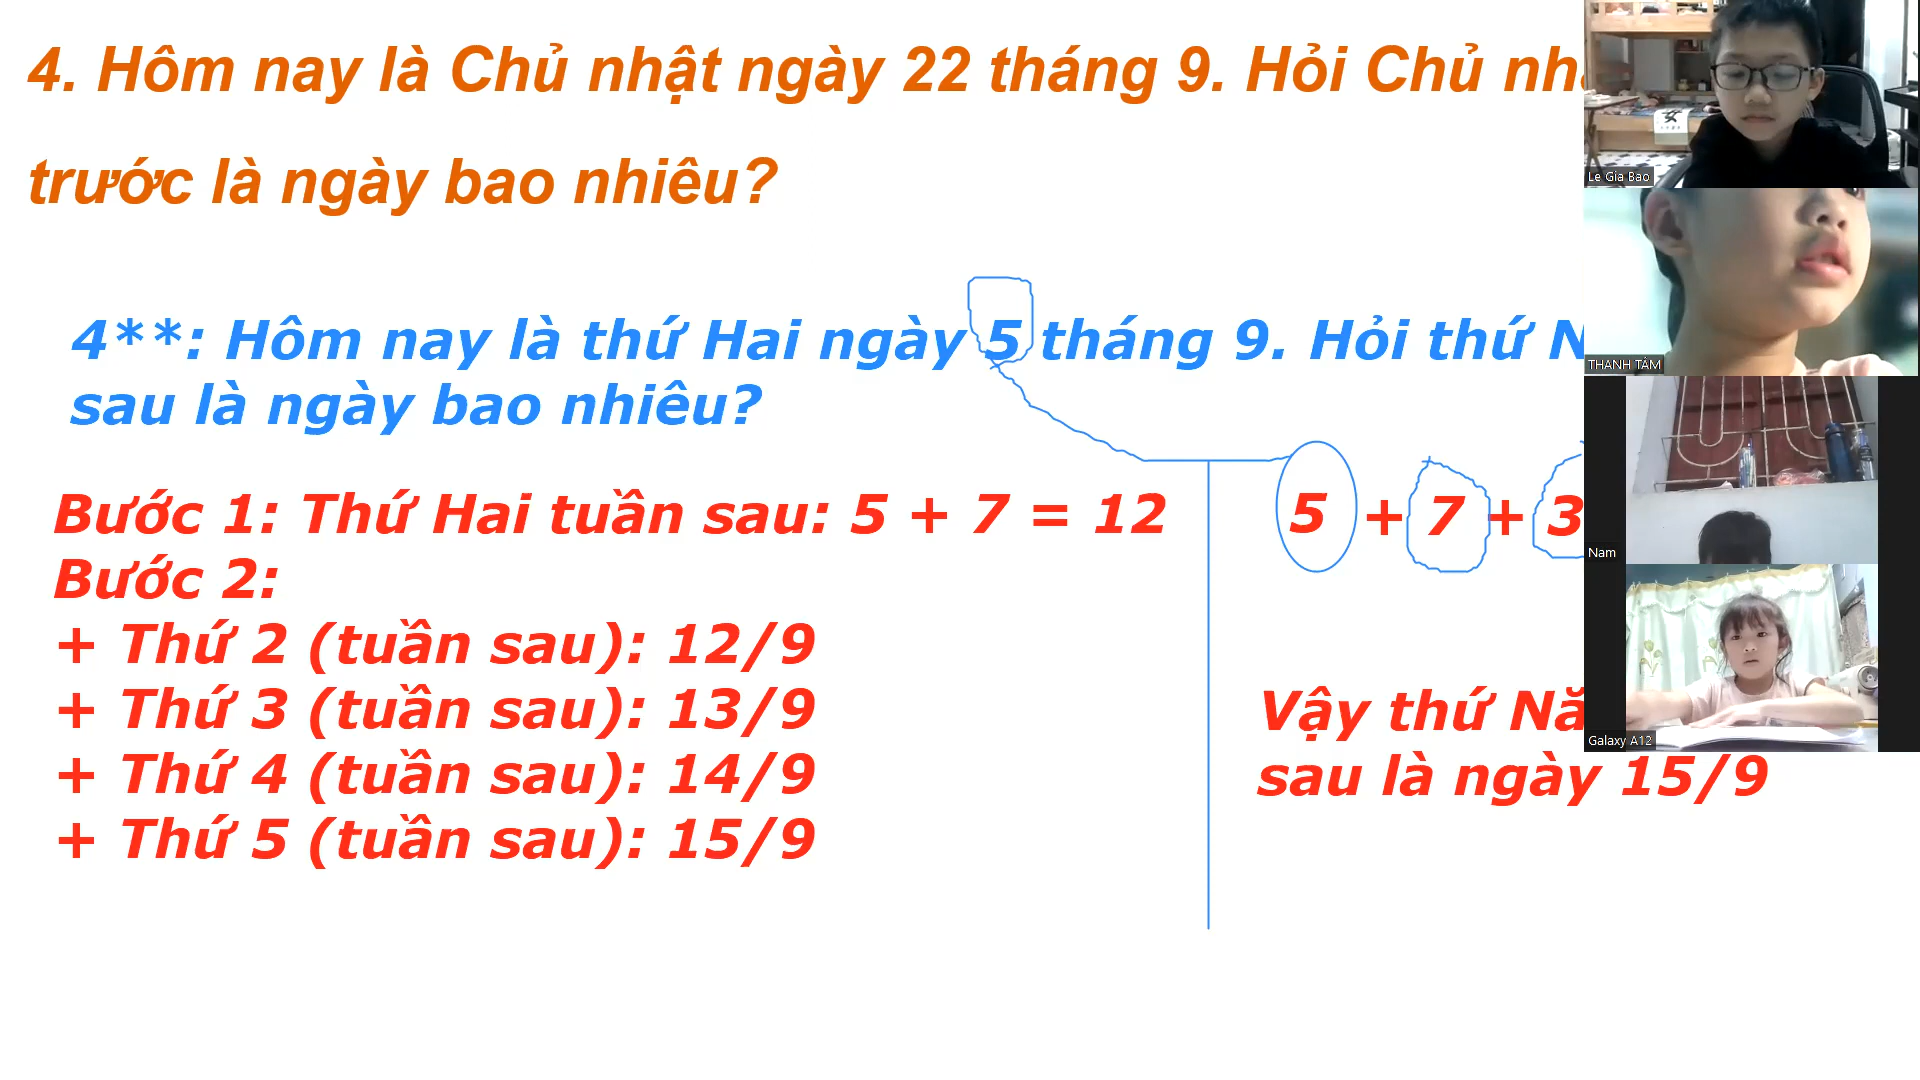 4. Hôm nay là Chủ nhật ngày 22 tháng 9. Hỏi Chủ
trước là ngày bao nhiêu?
4**: Hôm nay là thứ Hai ngày 5 tháng 9. Hỏi thứ
sau là ngày bao nhiêu?
Bước 1: Thứ Hai tuần sau: 5 + 7 = 12
Bước 2:
+ Thứ 2 (tuần sau): 12/9
+ Thứ 3 (tuần sau): 13/9
+ Thứ 4 (tuần sau): 14/9
+ Thứ 5 (tuần sau): 15/9
5 + 7 + 3
Vậy thứ
sau là ngày 15/9
Le Gia Bao
THANH TÂM
Nam
Galaxy A12